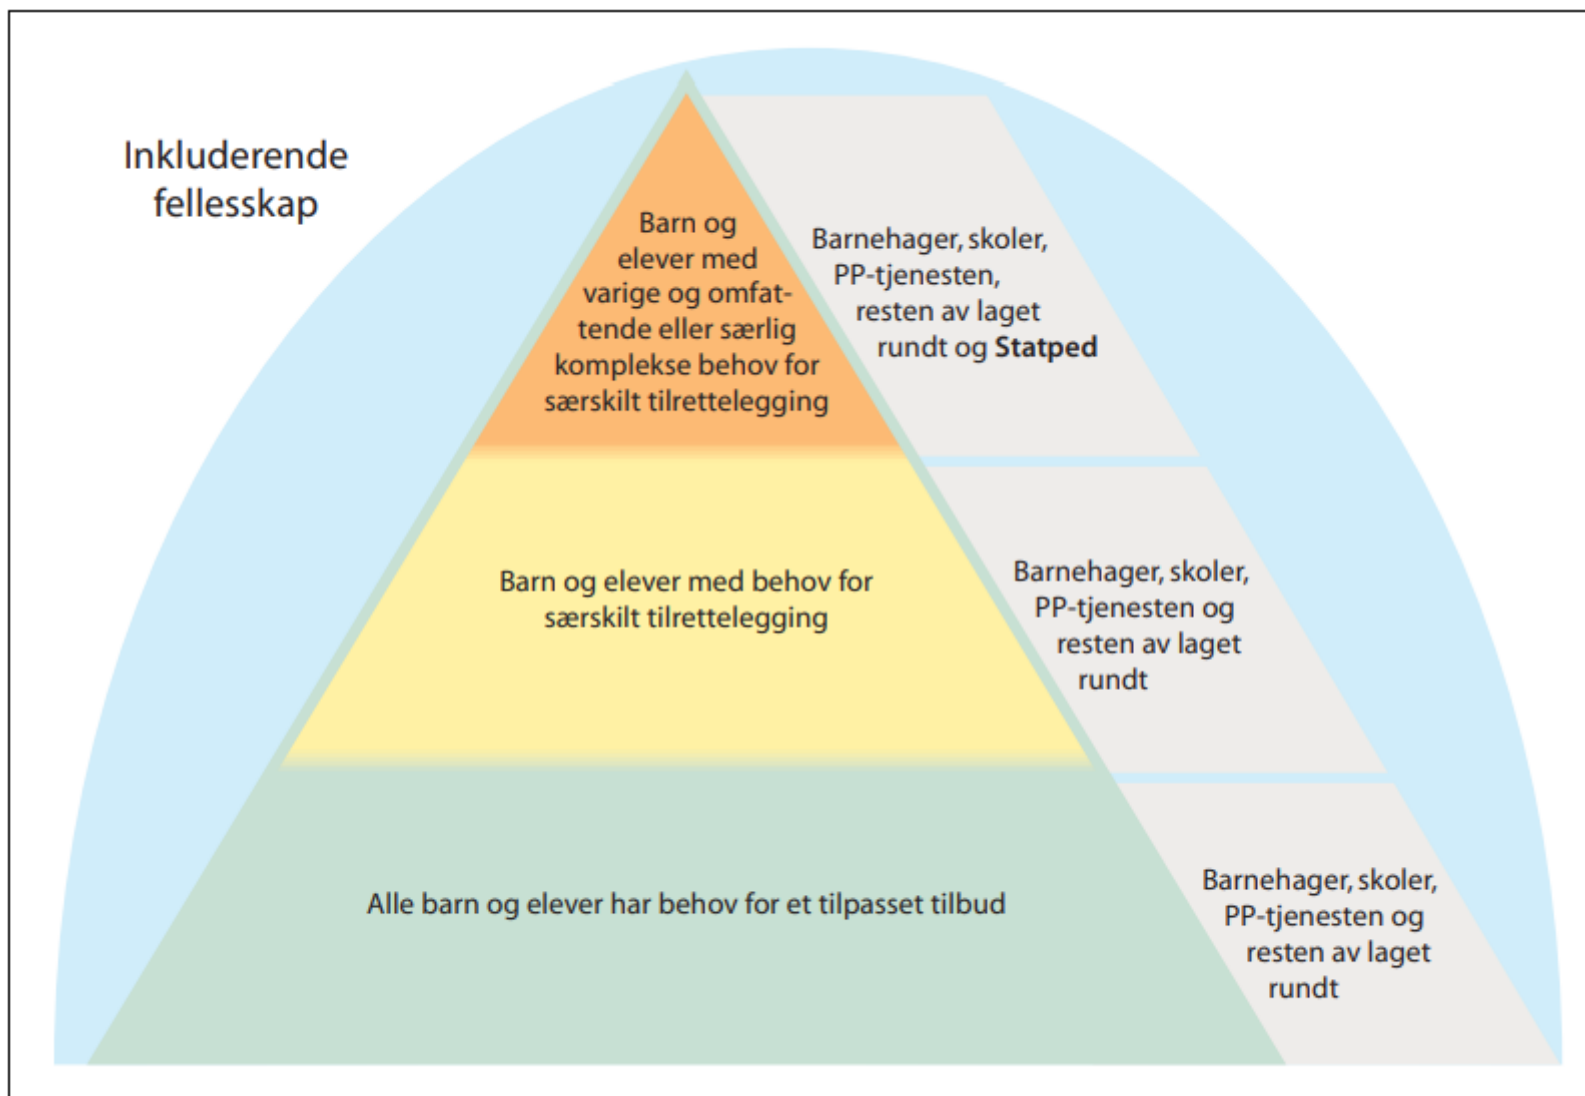 Inkluderende
fellesskap
Barn og
elever med
varige og omfat-
tende eller særlig
komplekse behov for
særskilt tilrettelegging
Barnehager, skoler,
PP-tjenesten,
resten av laget
rundt og Statped
Barn og elever med behov for
særskilt tilrettelegging
Barnehager, skoler,
PP-tjenesten og
resten av laget
rundt
Alle barn og elever har behov for et tilpasset tilbud
Barnehager, skoler,
PP-tjenesten og
resten av laget
rundt